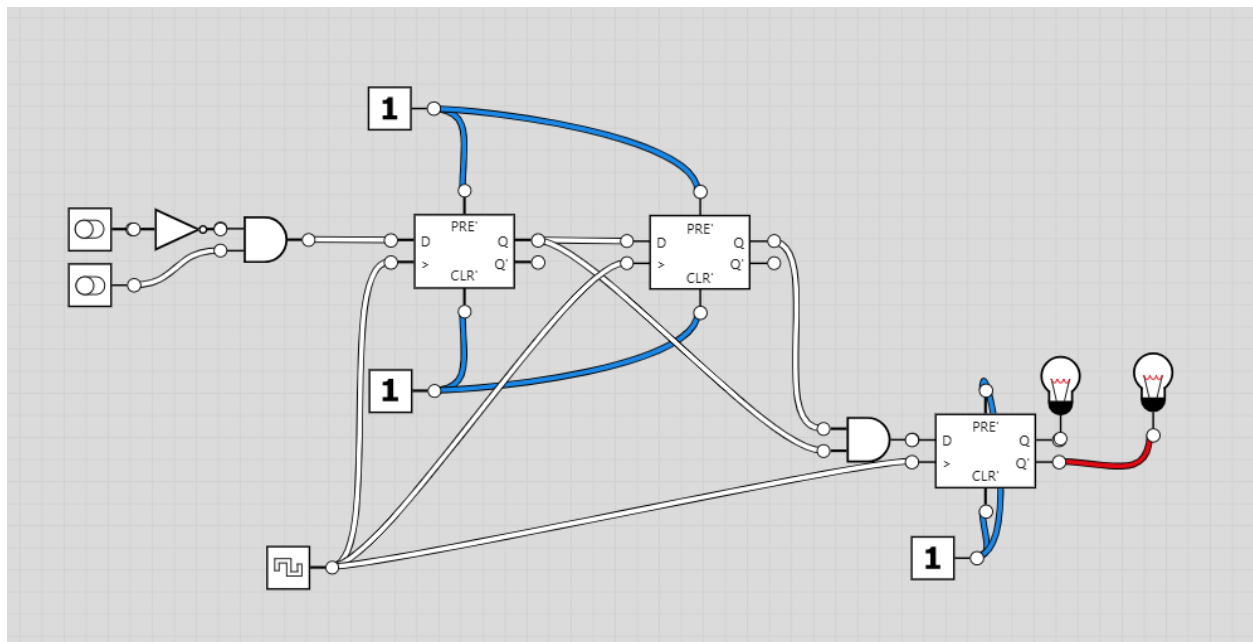 1
PRE'
D Q
> Q'
CLR'
PRE'
D Q
> Q'
CLR'
1
PRE'
D Q
> Q'
CLR'
1